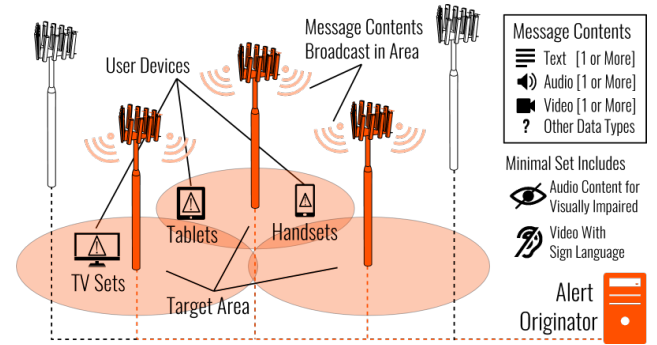 Message Contents
Broadcast in Area
User Devices
Tablets
Handsets
TV Sets
Target Area
Message Contents
Text [1 or More]
Audio [1 or More]
Video [1 or More]
? Other Data Types
Minimal Set Includes
Audio Content for
Visually Impaired
Video With
Sign Language
Alert
Originator